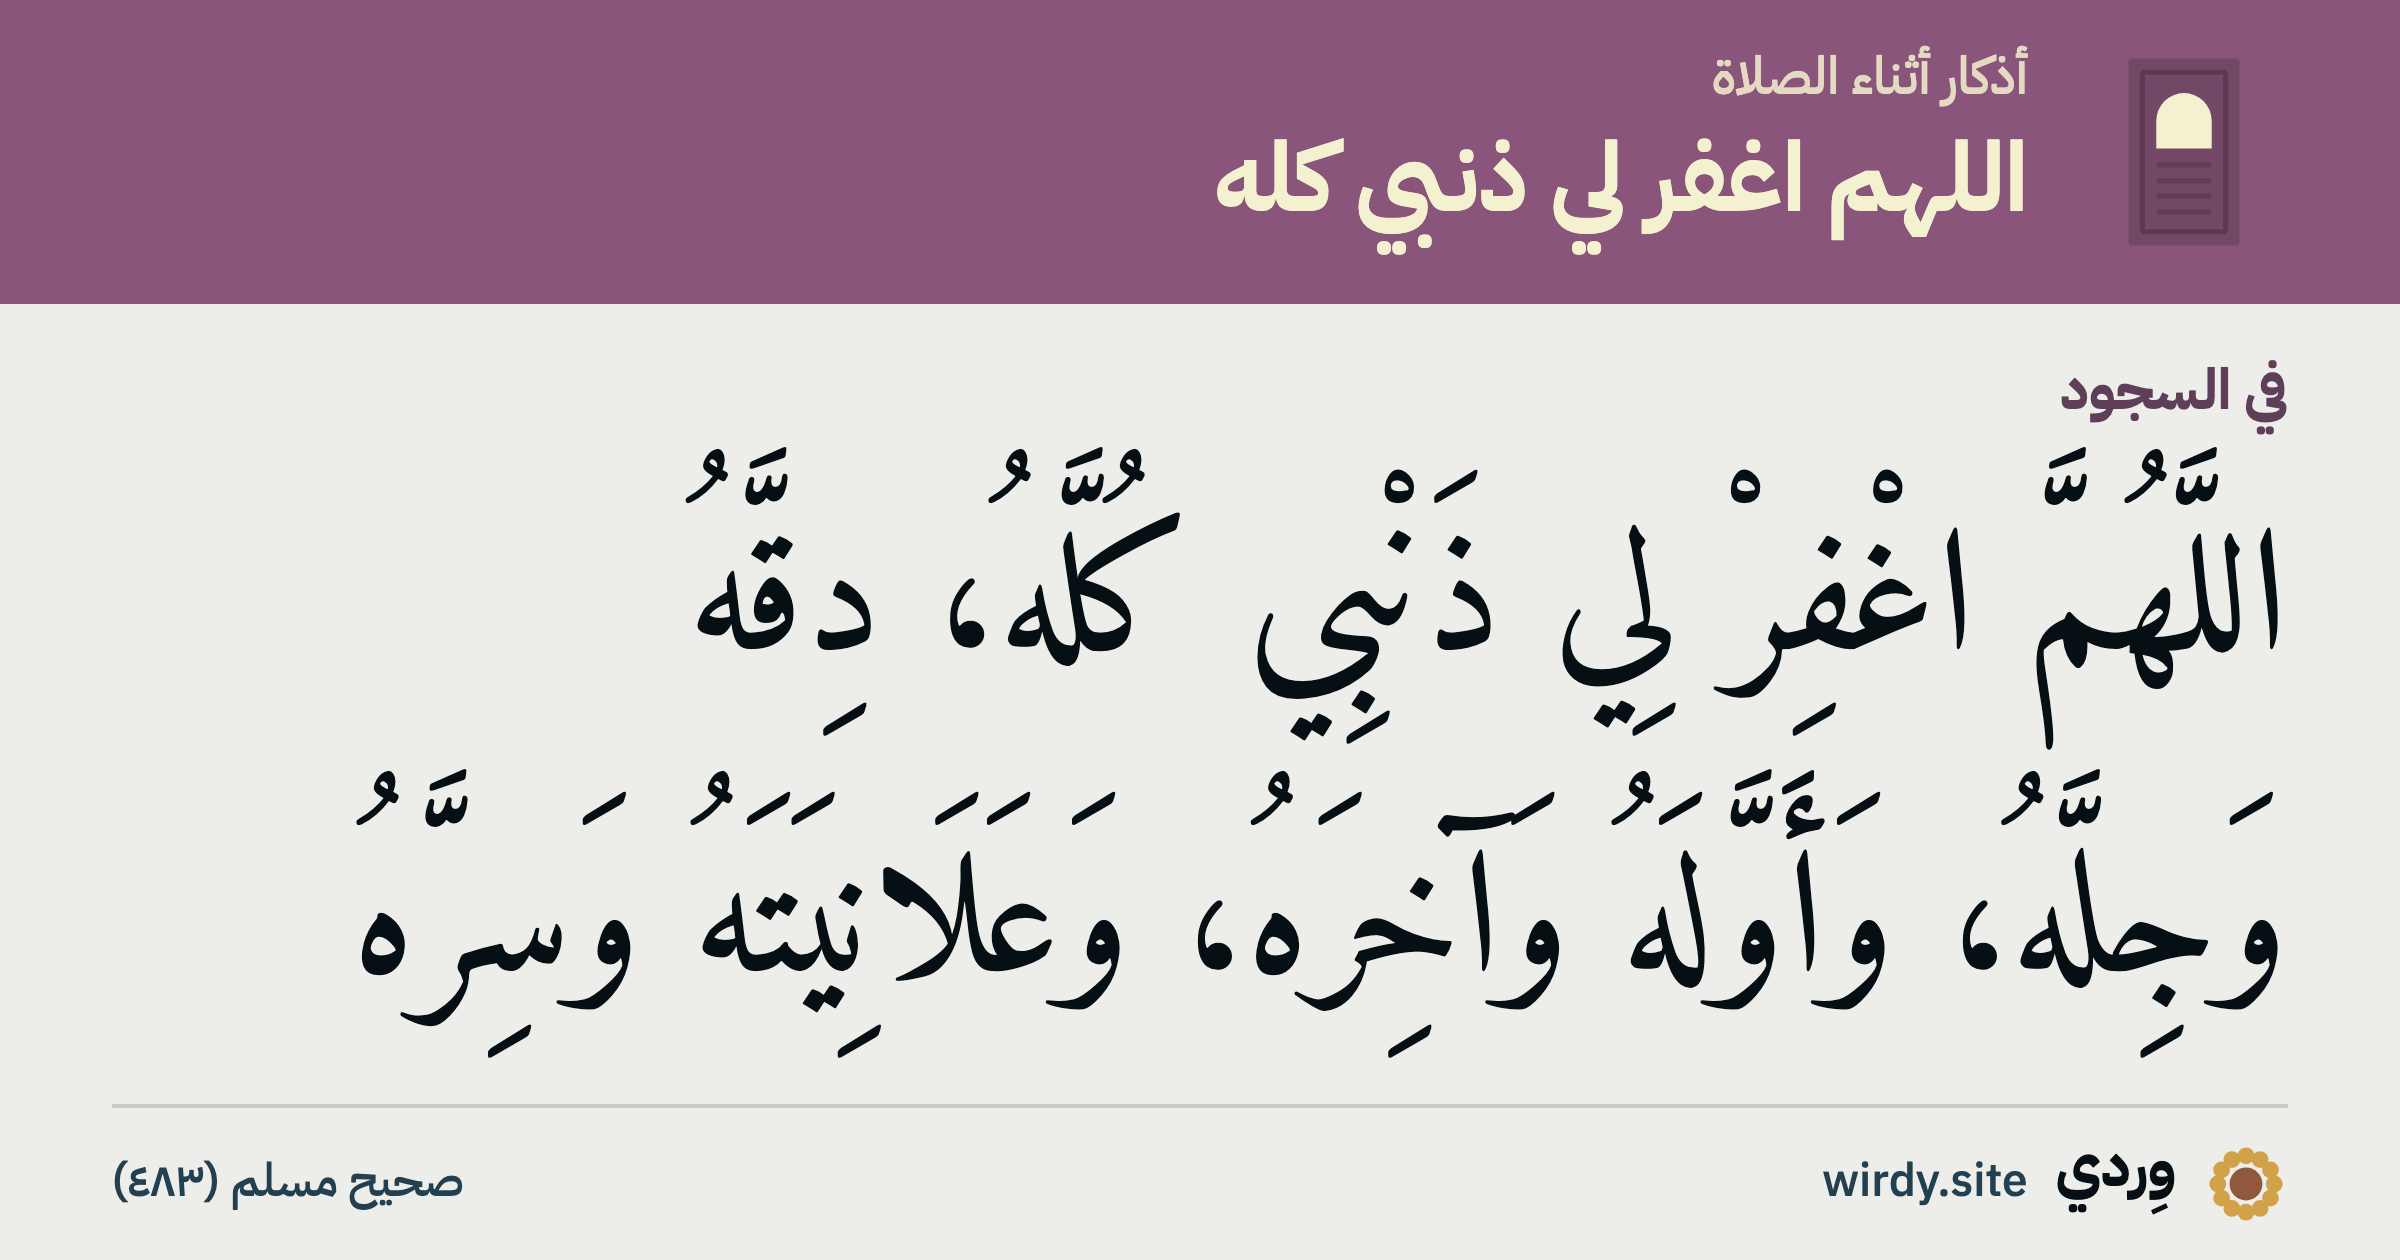 أذكار أثناء الصلاة
اللهم اغفر لي ذنبي كله
في السجود
اللَّهُمَّ اغْفِرْ لِي ذَنْبِي كُلَّهُ، دِقَّهُ
وَجِلَّهُ، وَأَوَّلَهُ وَآخِرَهُ، وَعَلَانِيَتَهُ وَسِرَّهُ
وِردي wirdy.site
صحيح مسلم (٤٨٣)